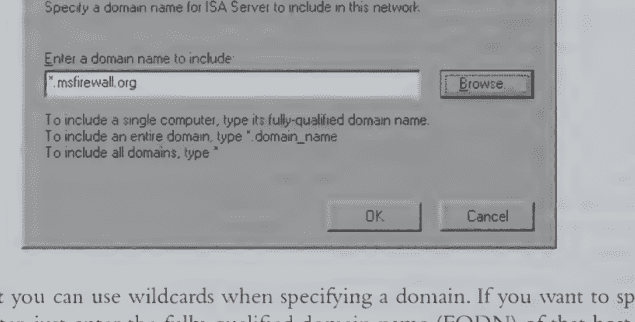 Specify a domain name for ISA Server to include in this network.
Enter a domain name to include:
*.msfirewall.org
Browse...
To include a single computer, type its fully-qualified domain name.
To include an entire domain, type *.domain_name
To include all domains, type *
OK
Cancel
you can use wildcards when specifying a domain. If you want to sp
just enter the fully qualified domain name (FQDN) of that host